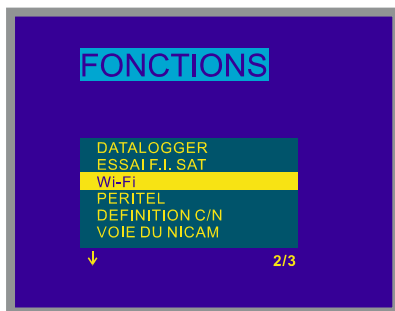 FONCTIONS
DATALOGGER
ESSAI F.I. SAT
Wi-Fi
PERITEL
DEFINITION C/N
VOIE DU NICAM
↓ 2/3